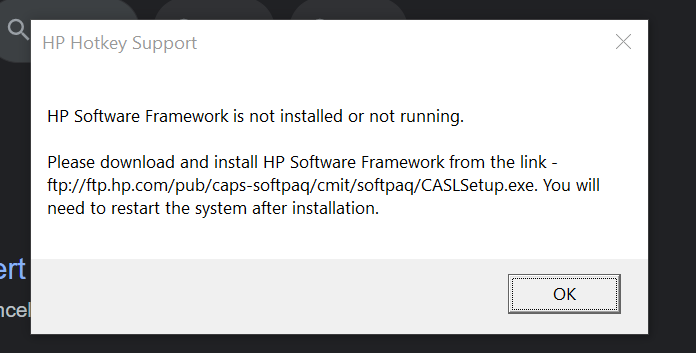 HP Hotkey Support
HP Software Framework is not installed or not running.
Please download and install HP Software Framework from the link -
ftp://ftp.hp.com/pub/caps-softpaq/cmit/softpaq/CASLSetup.exe. You will
need to restart the system after installation.
ert
ncel
OK